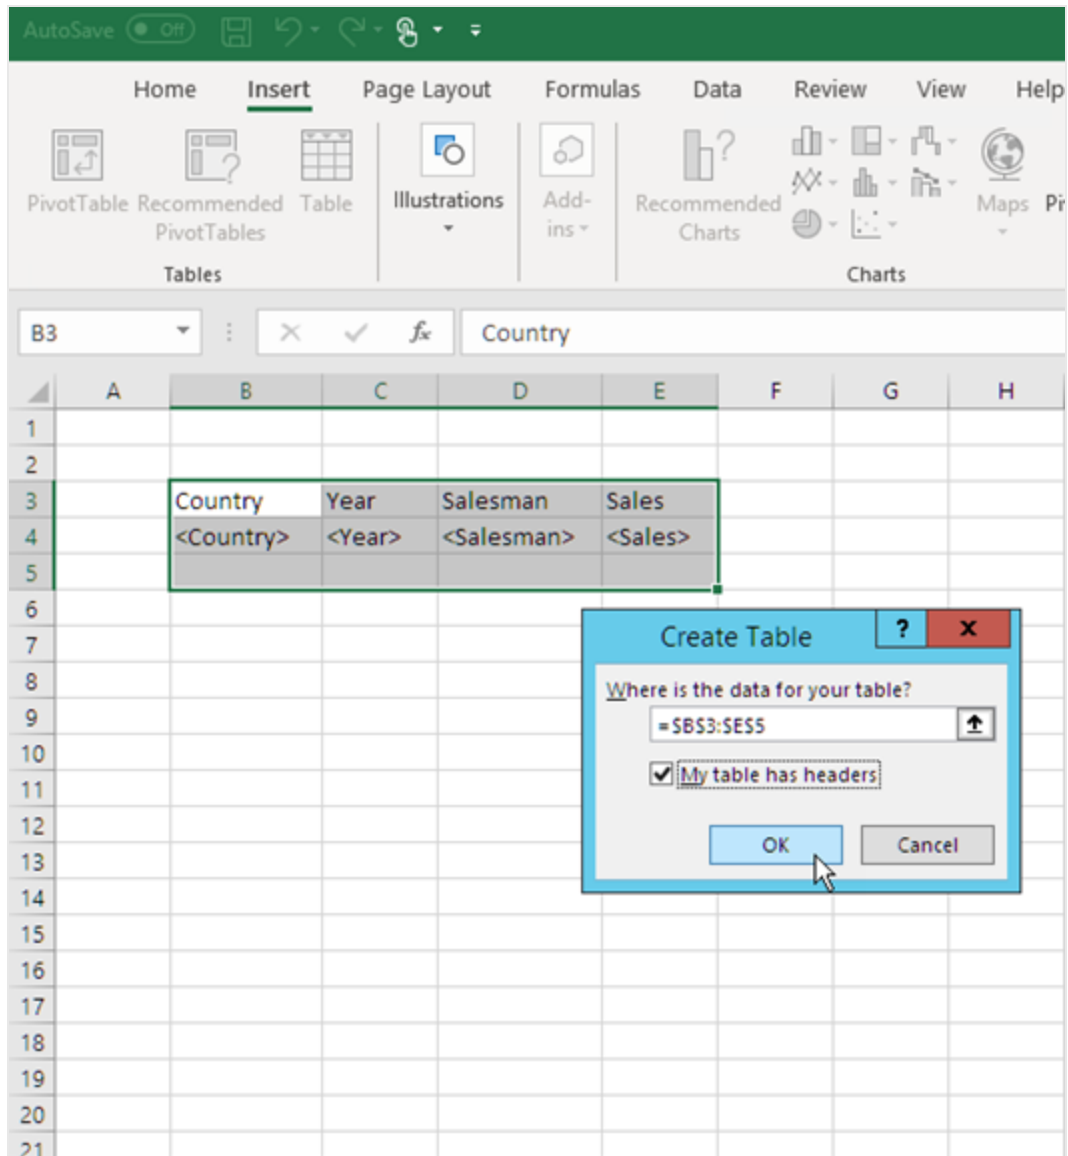 AutoSave Off
Home Insert Page Layout Formulas Data Review View Help
PivotTable Recommended PivotTables Table Illustrations Add-ins Recommended Charts Maps
Tables Charts
B3 fx Country
A B C D E F G H
1
2
3 Country Year Salesman Sales
4 <Country> <Year> <Salesman> <Sales>
5
6
7
8
9
10
11
12
13
14
15
16
17
18
19
20
21
Create Table ? X
Where is the data for your table?
=$B$3:$E$5
My table has headers
OK Cancel